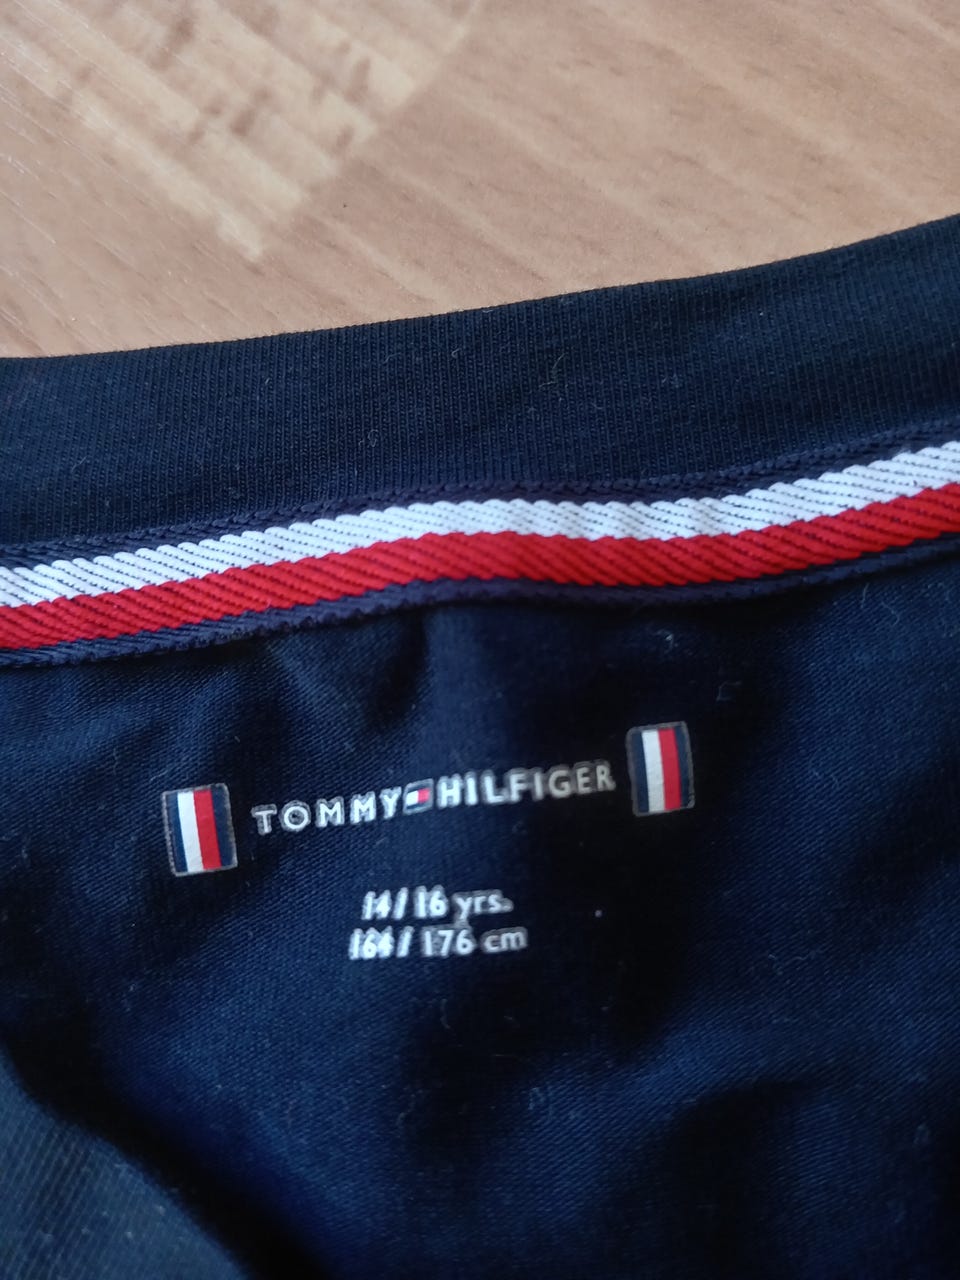 TOMMY HILFIGER
14/16 yrs.
164/176 cm